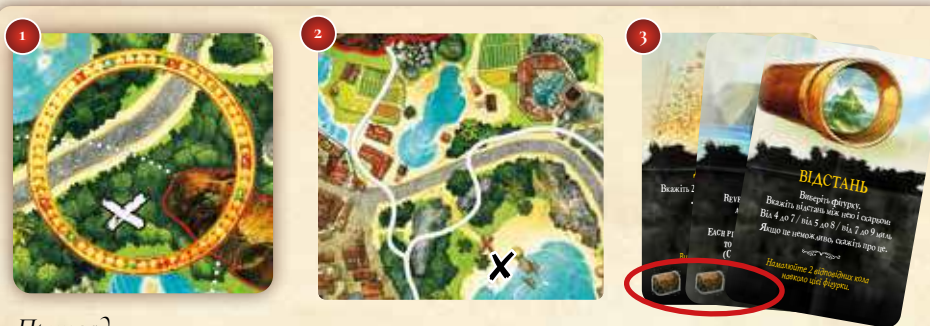 1
2
3
Вкажіть 2
REVE
EACH PL
TO
(C
ВІДСТАНЬ
Виберіть фігурку.
Вкажіть відстань між нею і скарбом:
Від 4 до 7 / від 5 до 8 / від 7 до 9 миль.
Якщо це неможливо, скажіть про це.
Намалюйте 2 відповідних кола
навколо цієї фігурки.